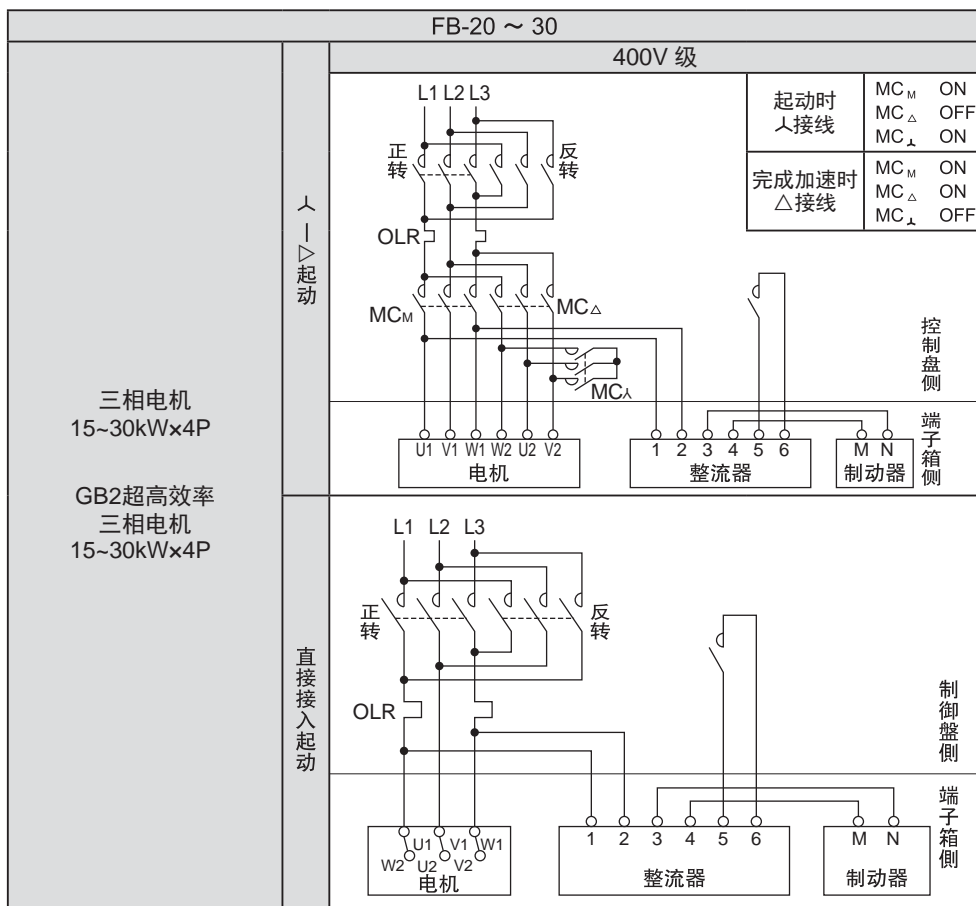 FB-20 ～ 30
三相电机
15~30kW×4P
GB2超高效率
三相电机
15~30kW×4P
人—▷起动
400V 级
起动时
人接线
MCM ON
MC△ OFF
MC人 ON
完成加速时
△接线
MCM ON
MC△ ON
MC人 OFF
L1 L2 L3
正转
反转
OLR
MCM
MC△
MC人
控制盘侧
端子箱侧
U1 V1 W1 W2 U2 V2
电机
1 2 3 4 5 6
整流器
M N
制动器
直接接入起动
L1 L2 L3
正转
反转
OLR
制御盤側
端子箱側
U1 V1 W1
W2 U2 V2
电机
1 2 3 4 5 6
整流器
M N
制动器